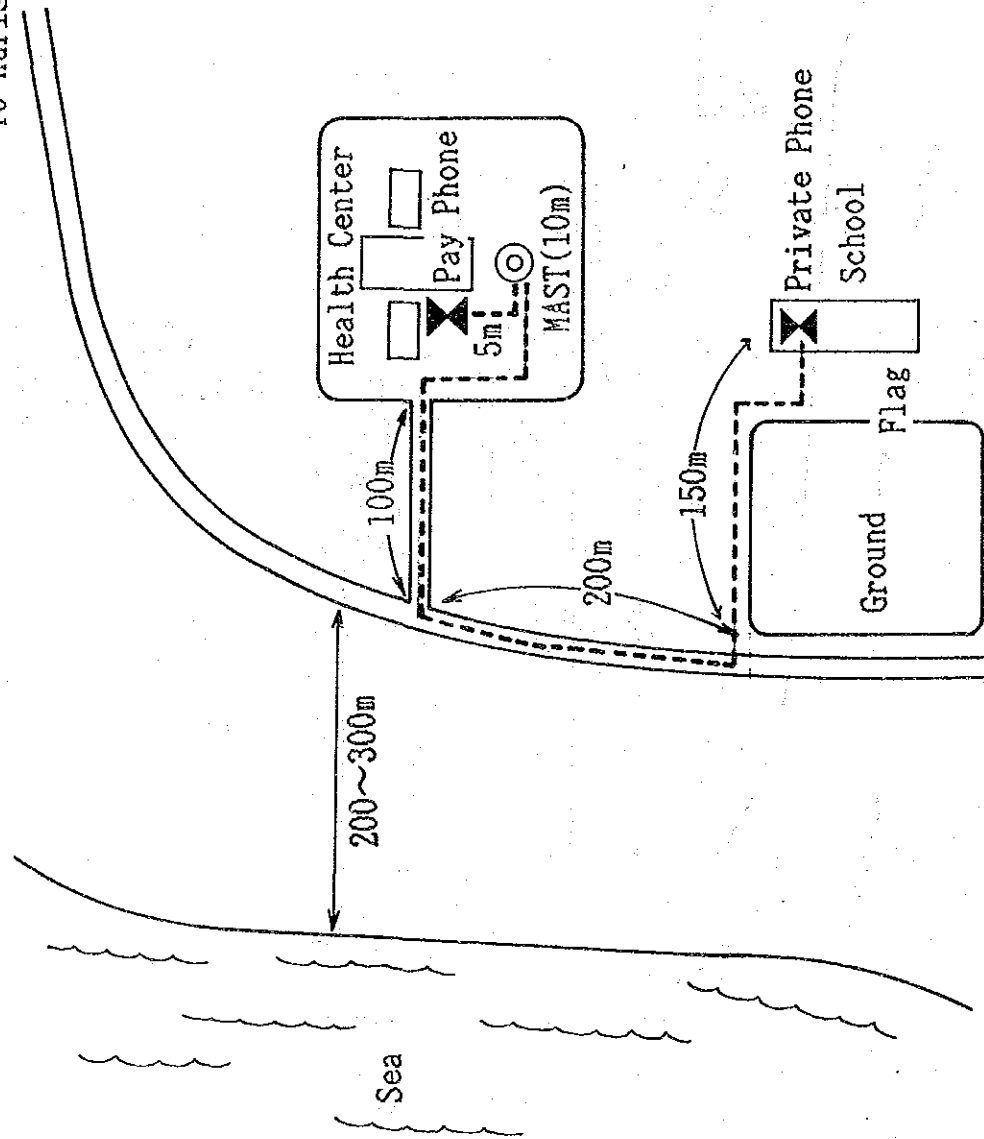 Health Center
Pay Phone
5m
MAST(10m)
100m
200~300m
200m
150m
Private Phone
School
Flag
Ground
Sea